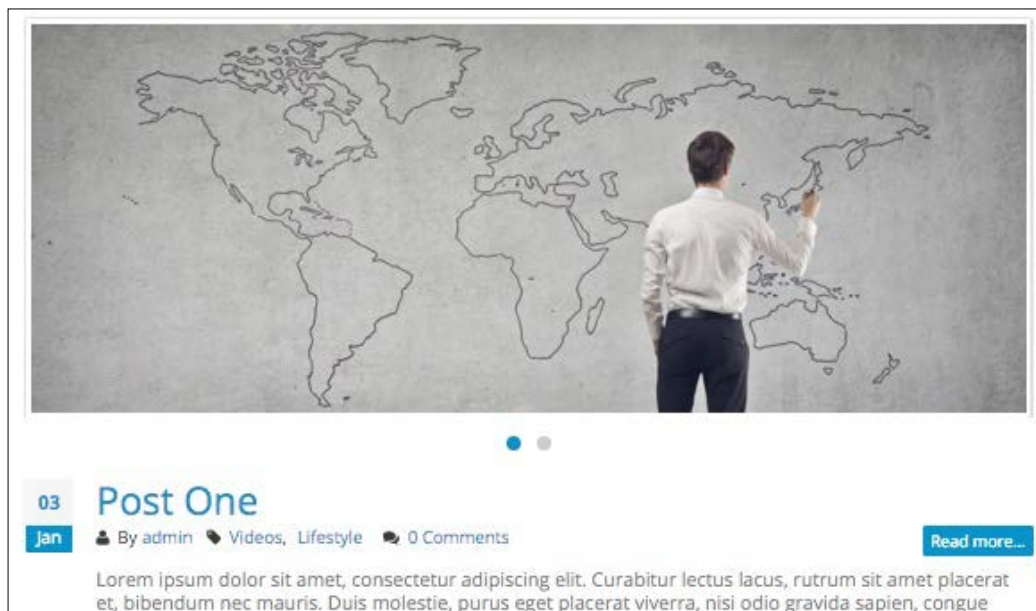 03
Jan
Post One
By admin Videos, Lifestyle 0 Comments
Read more...
Lorem ipsum dolor sit amet, consectetur adipiscing elit. Curabitur lectus lacus, rutrum sit amet placerat
et, bibendum nec mauris. Duis molestie, purus eget placerat viverra, nisi odio gravida sapien, congue